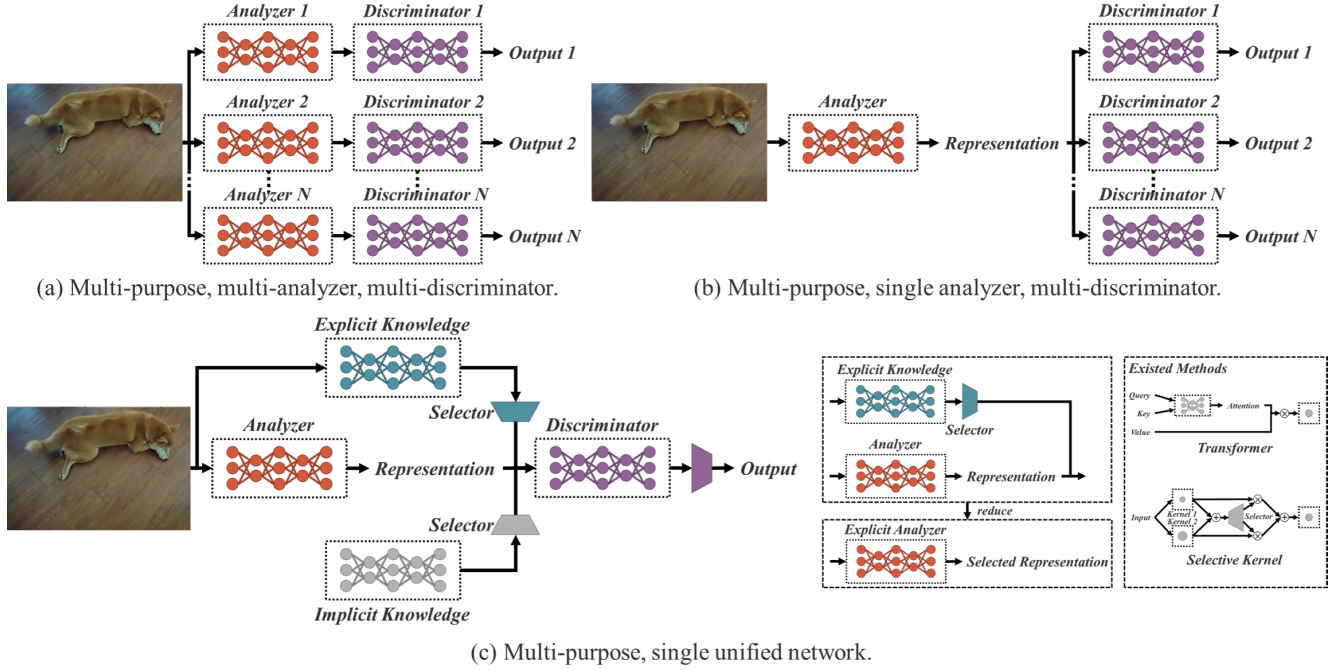 Analyzer 1
Discriminator 1
Output 1
Analyzer 2
Discriminator 2
Output 2
Analyzer N
Discriminator N
Output N
(a) Multi-purpose, multi-analyzer, multi-discriminator.
Analyzer
Representation
Discriminator 1
Output 1
Discriminator 2
Output 2
Discriminator N
Output N
(b) Multi-purpose, single analyzer, multi-discriminator.
Explicit Knowledge
Selector
Analyzer
Representation
Discriminator
Output
Selector
Implicit Knowledge
Explicit Knowledge
Selector
Analyzer
Representation
reduce
Explicit Analyzer
Selected Representation
Existed Methods
Query
Key
Attention
Value
Transformer
Input
Kernel 1
Kernel 2
Selector
Selective Kernel
(c) Multi-purpose, single unified network.